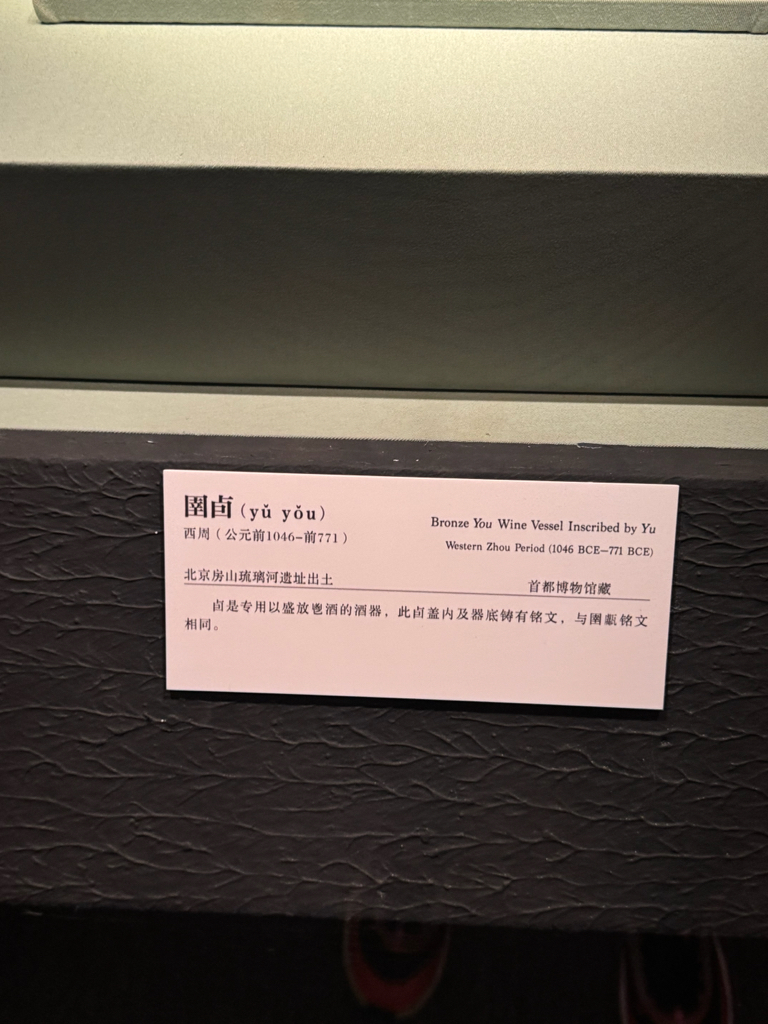 圉卣(yǔ yǒu)
Bronze You Wine Vessel Inscribed by Yu
西周(公元前1046-前771)
Western Zhou Period (1046 BCE—771 BCE)
北京房山琉璃河遗址出土
首都博物馆藏
卣是专用以盛放鬯酒的酒器，此卣盖内及器底铸有铭文，与圉甗铭文
相同。